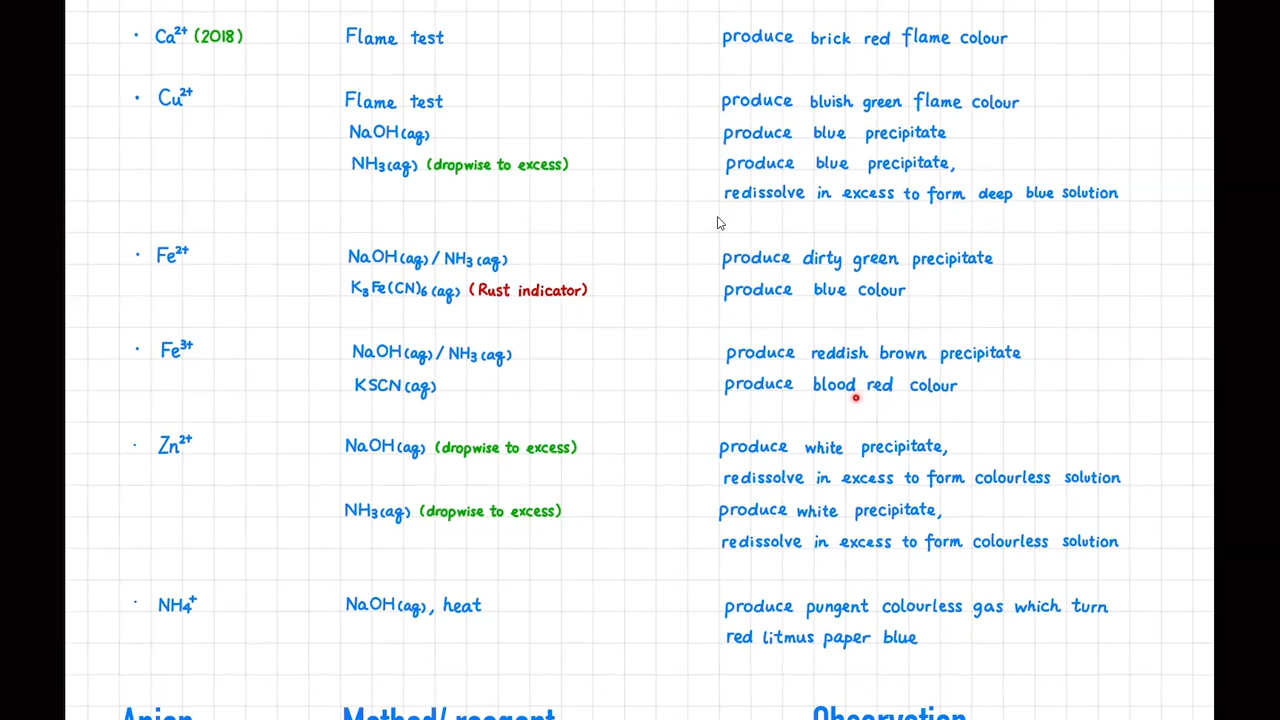 · Ca²⁺ (2018) Flame test produce brick red flame colour
· Cu²⁺ Flame test produce bluish green flame colour
NaOH(aq) produce blue precipitate
NH₃(aq) (dropwise to excess) produce blue precipitate,
redissolve in excess to form deep blue solution
· Fe²⁺ NaOH(aq) / NH₃(aq) produce dirty green precipitate
K₃Fe(CN)₆(aq) (Rust indicator) produce blue colour
· Fe³⁺ NaOH(aq) / NH₃(aq) produce reddish brown precipitate
KSCN(aq) produce blood red colour
· Zn²⁺ NaOH(aq) (dropwise to excess) produce white precipitate,
redissolve in excess to form colourless solution
NH₃(aq) (dropwise to excess) produce white precipitate,
redissolve in excess to form colourless solution
· NH₄⁺ NaOH(aq), heat produce pungent colourless gas which turn
red litmus paper blue
Anion Method/ reagent Observation